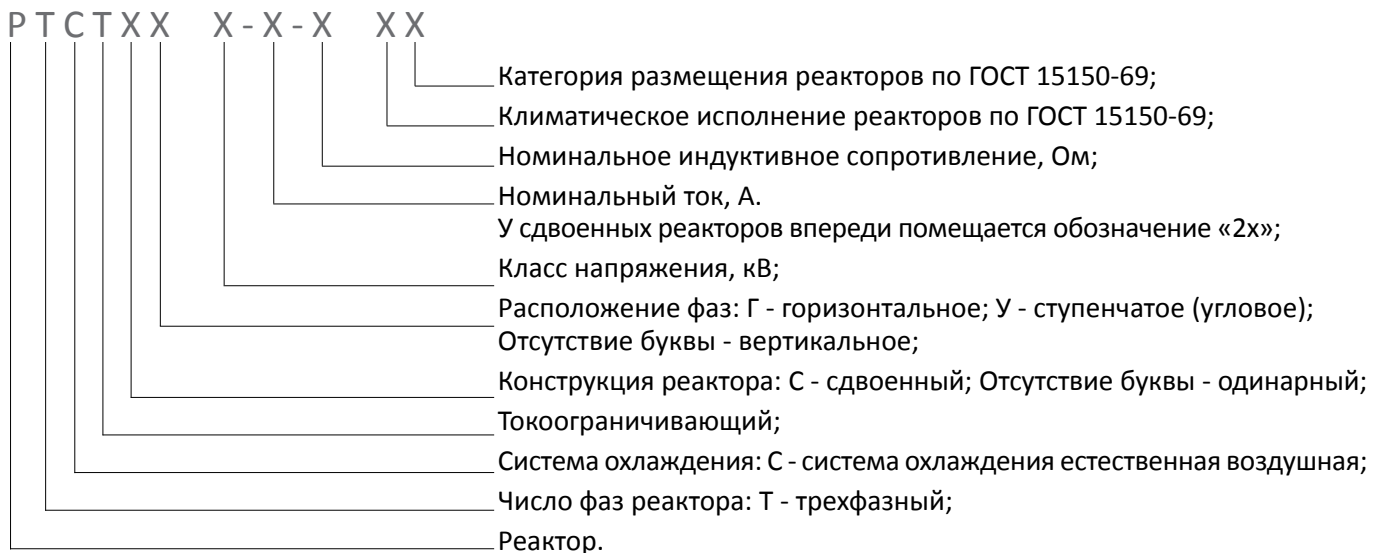 РТСТХХ Х-Х-Х ХХ
Категория размещения реакторов по ГОСТ 15150-69;
Климатическое исполнение реакторов по ГОСТ 15150-69;
Номинальное индуктивное сопротивление, Ом;
Номинальный ток, А.
У сдвоенных реакторов впереди помещается обозначение «2х»;
Класс напряжения, кВ;
Расположение фаз: Г - горизонтальное; У - ступенчатое (угловое);
Отсутствие буквы - вертикальное;
Конструкция реактора: С - сдвоенный; Отсутствие буквы - одинарный;
Токоограничивающий;
Система охлаждения: С - система охлаждения естественная воздушная;
Число фаз реактора: Т - трехфазный;
Реактор.